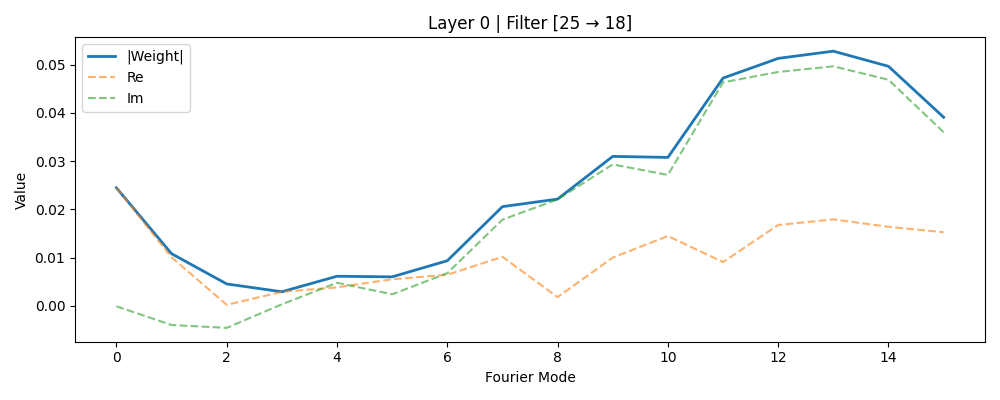 Layer 0 | Filter [25 → 18]
|Weight|
Re
Im
Value
0.05
0.04
0.03
0.02
0.01
0.00
0 2 4 6 8 10 12 14
Fourier Mode